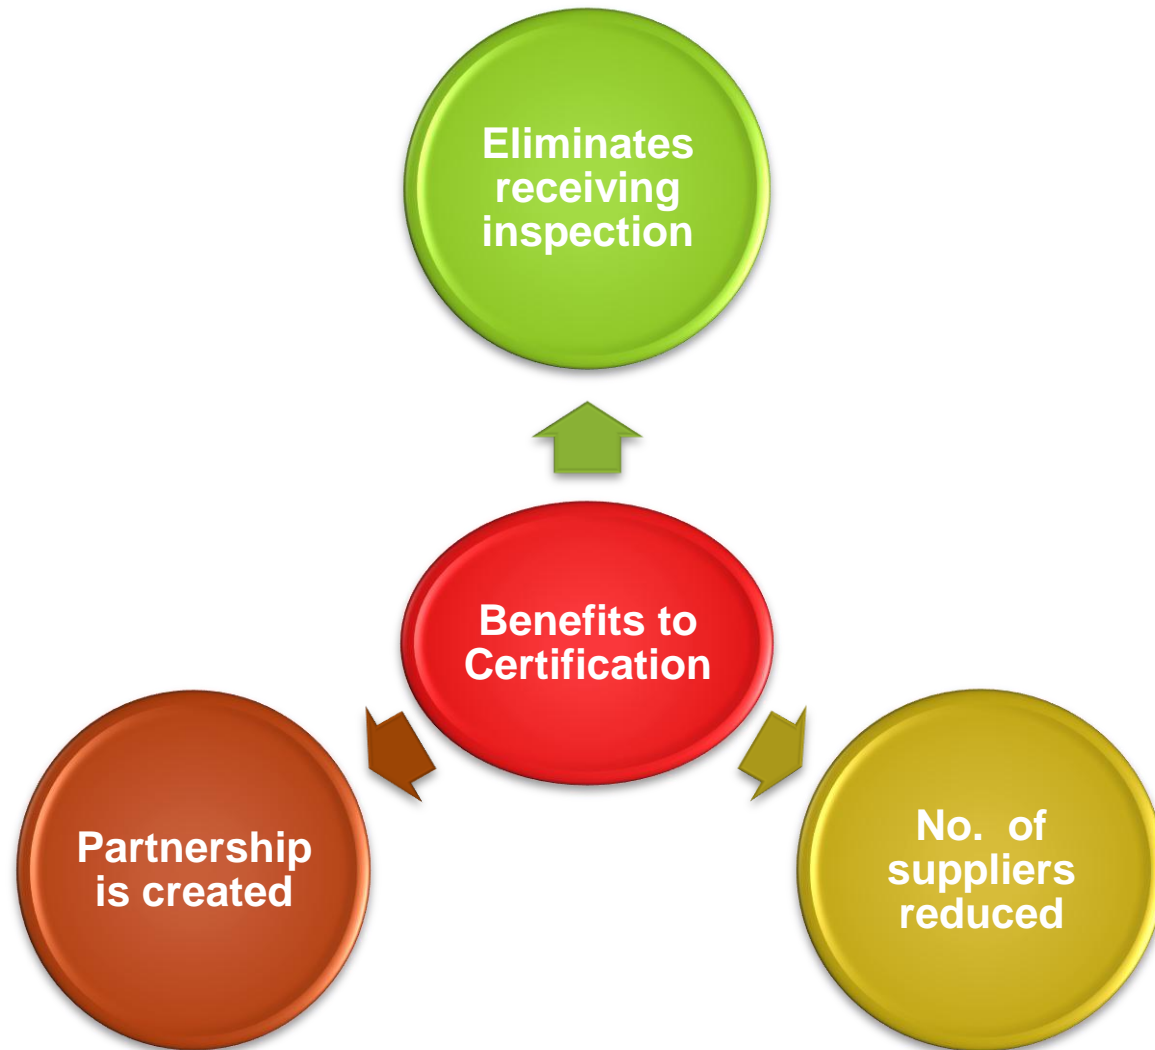 Eliminates
receiving
inspection
Benefits to
Certification
Partnership
is created
No.  of
suppliers
reduced